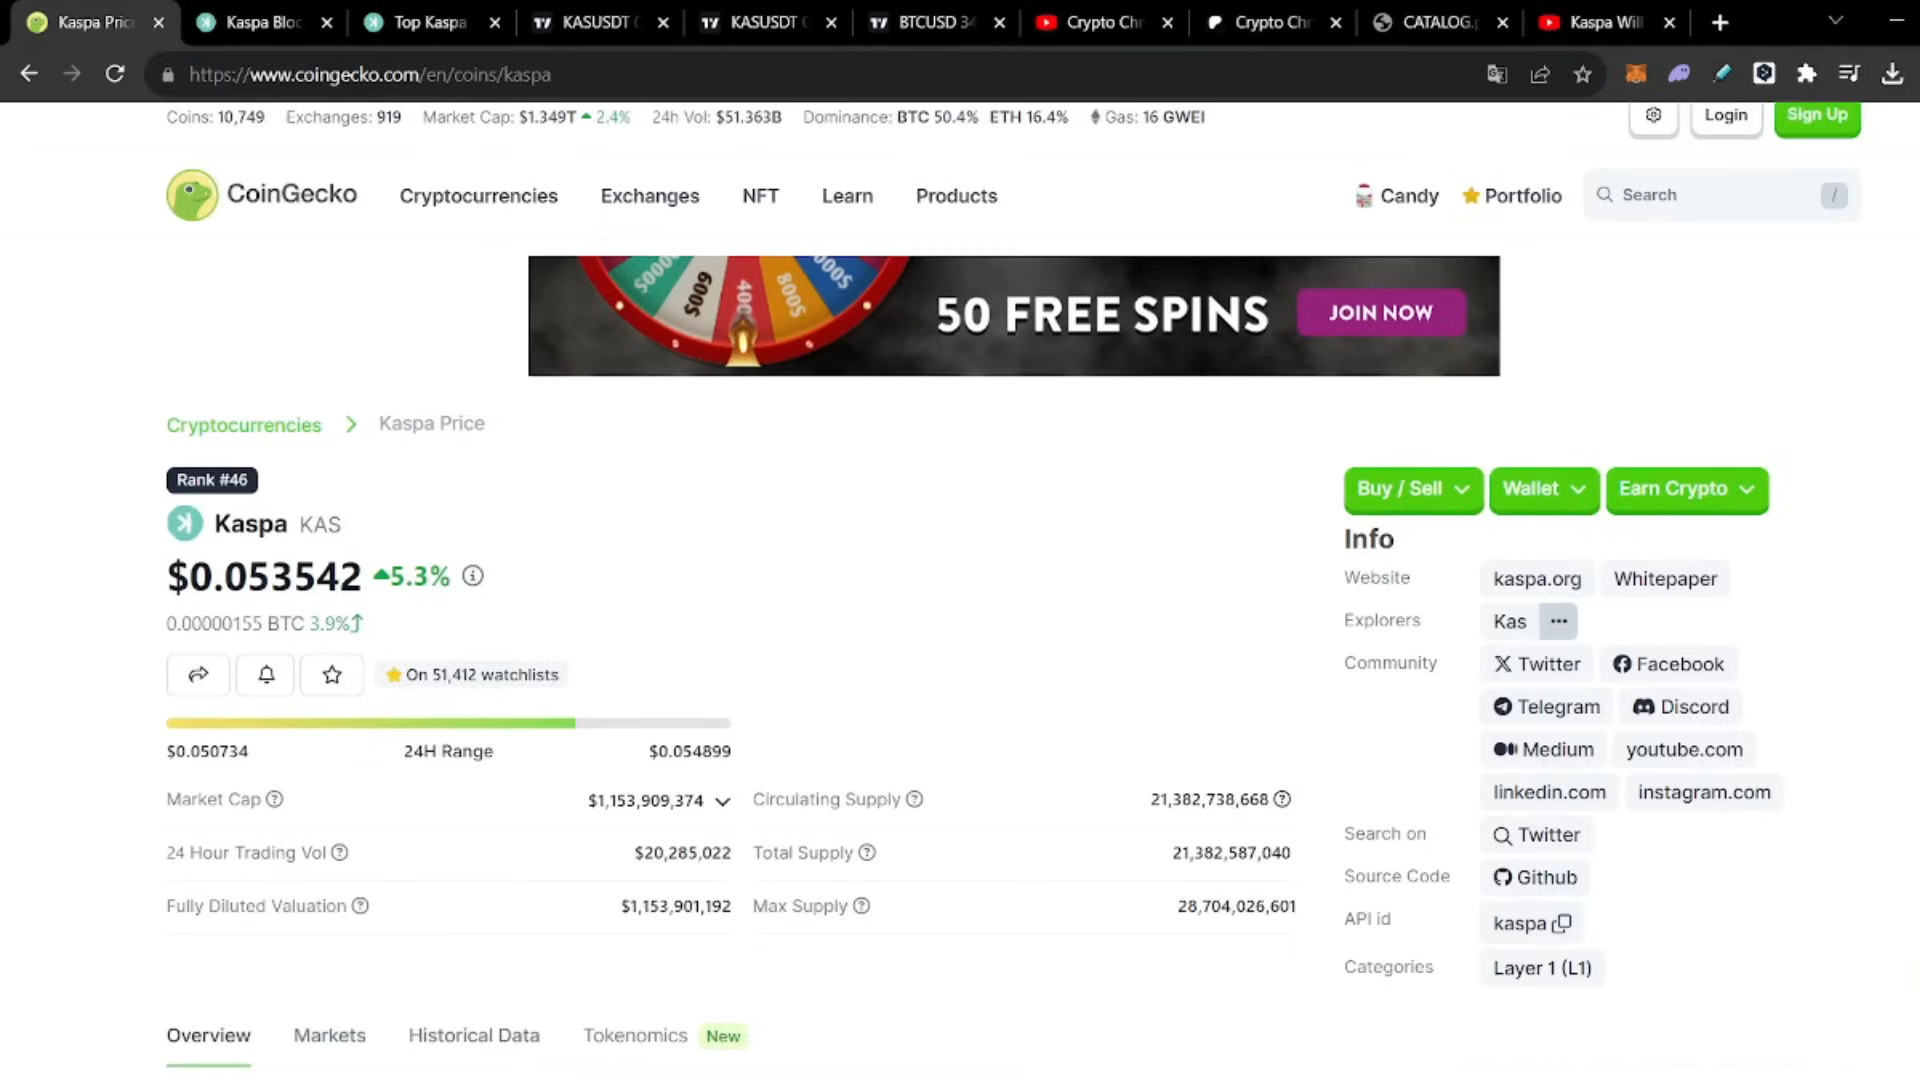 Kaspa Pric
Kaspa Bloc
Top Kaspa
KASUSDT
KASUSDT
BTCUSD 34
Crypto Ch
Crypto Ch
CATALOG.
Kaspa Will
https://www.coingecko.com/en/coins/kaspa
Coins: 10,749 Exchanges: 919 Market Cap: $1.349T 2.4% 24h Vol: $51.363B Dominance: BTC 50.4% ETH 16.4% Gas: 16 GWEI
Login
Sign Up
CoinGecko
Cryptocurrencies Exchanges NFT Learn Products
Candy Portfolio
Search /
50 FREE SPINS JOIN NOW
Cryptocurrencies Kaspa Price
Rank #46
Kaspa KAS
$0.053542 5.3%
0.00000155 BTC 3.9%
On 51,412 watchlists
$0.050734 24H Range $0.054899
Market Cap $1,153,909,374
24 Hour Trading Vol $20,285,022
Fully Diluted Valuation $1,153,901,192
Circulating Supply 21,382,738,668
Total Supply 21,382,587,040
Max Supply 28,704,026,601
Buy / Sell Wallet Earn Crypto
Info
Website kaspa.org Whitepaper
Explorers Kas ...
Community X Twitter Facebook
Telegram Discord
Medium youtube.com
linkedin.com instagram.com
Search on Twitter
Source Code Github
API id kaspa
Categories Layer 1 (L1)
Overview Markets Historical Data Tokenomics New